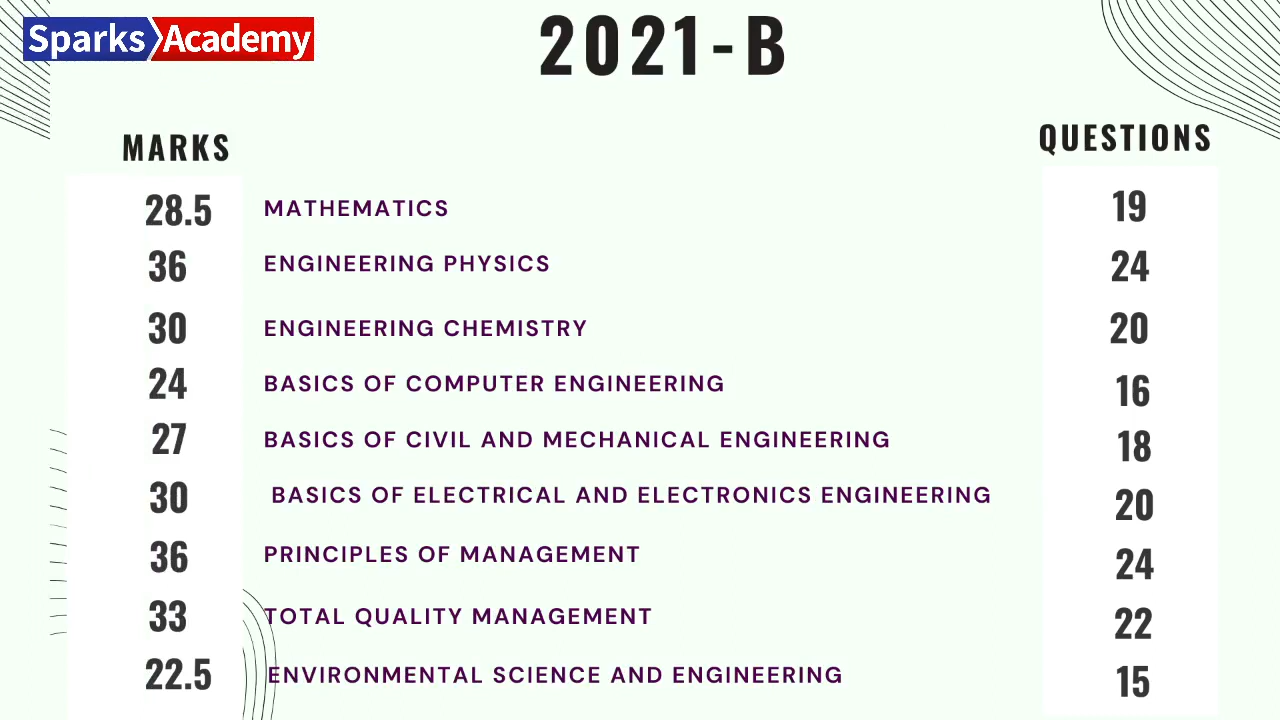 Sparks Academy
2021-B
MARKS QUESTIONS
28.5 MATHEMATICS 19
36 ENGINEERING PHYSICS 24
30 ENGINEERING CHEMISTRY 20
24 BASICS OF COMPUTER ENGINEERING 16
27 BASICS OF CIVIL AND MECHANICAL ENGINEERING 18
30 BASICS OF ELECTRICAL AND ELECTRONICS ENGINEERING 20
36 PRINCIPLES OF MANAGEMENT 24
33 TOTAL QUALITY MANAGEMENT 22
22.5 ENVIRONMENTAL SCIENCE AND ENGINEERING 15